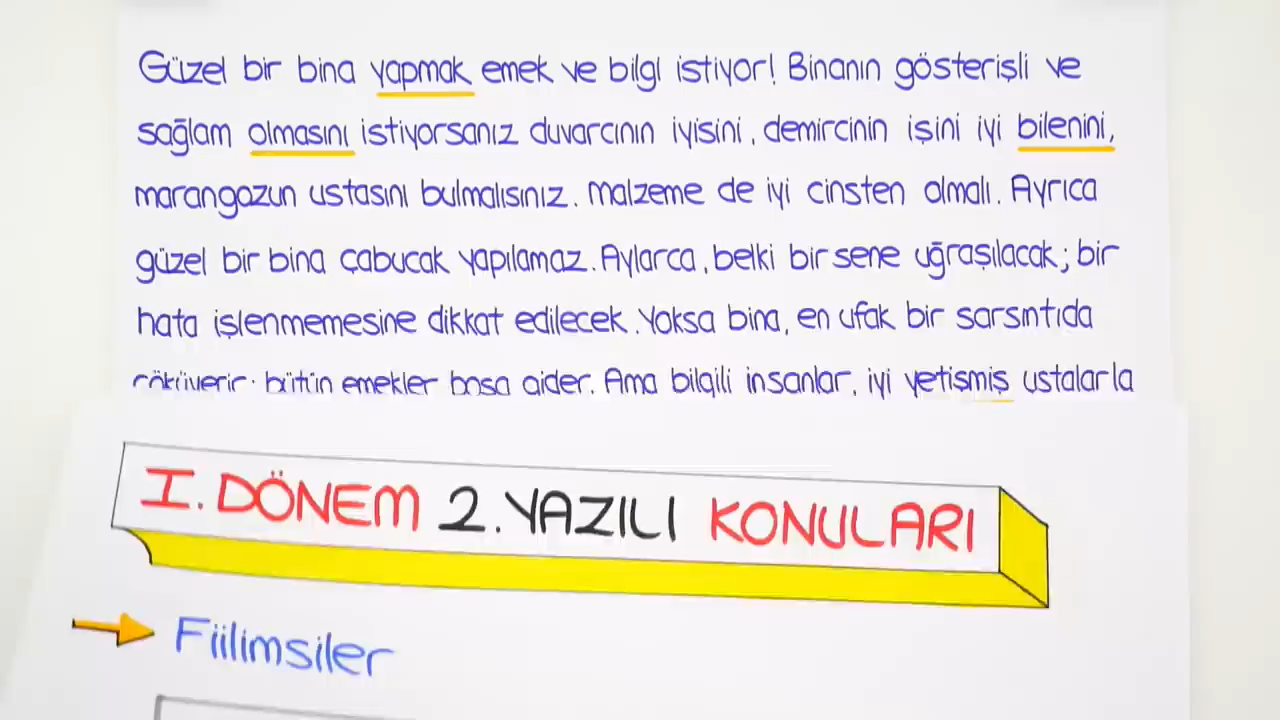 Güzel bir bina yapmak emek ve bilgi istiyor! Binanın gösterişli ve
sağlam olmasını istiyorsanız duvarcının iyisini, demircinin işini iyi bilenini,
marangozun ustasını bulmalısınız. Malzeme de iyi cinsten olmalı. Ayrıca
güzel bir bina çabucak yapılamaz. Aylarca, belki bir sene uğraşılacak; bir
hata işlenmemesine dikkat edilecek. Yoksa bina, en ufak bir sarsıntıda
çöküverir. bütün emekler boşa gider. Ama bilgili insanlar, iyi yetişmiş ustalarla
I. DÖNEM 2. YAZILI KONULARI
Fiilimsiler